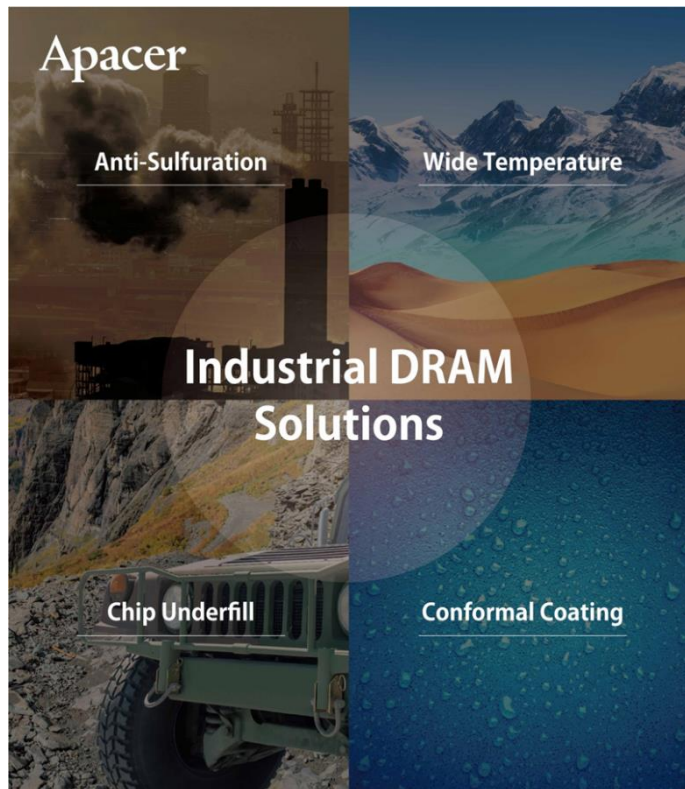 Apacer
Anti-Sulfuration
Wide Temperature
Industrial DRAM
Solutions
Chip Underfill
Conformal Coating